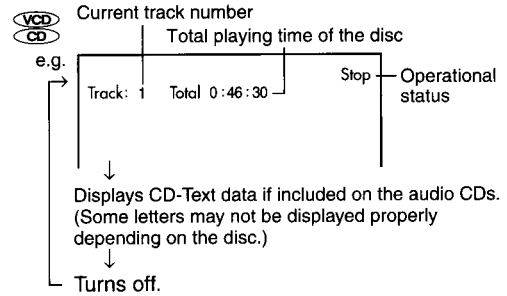 VCD Current track number
CD Total playing time of the disc
e.g.
Track: 1 Total 0:46:30 Stop Operational status
Displays CD-Text data if included on the audio CDs.
(Some letters may not be displayed properly
depending on the disc.)
Turns off.